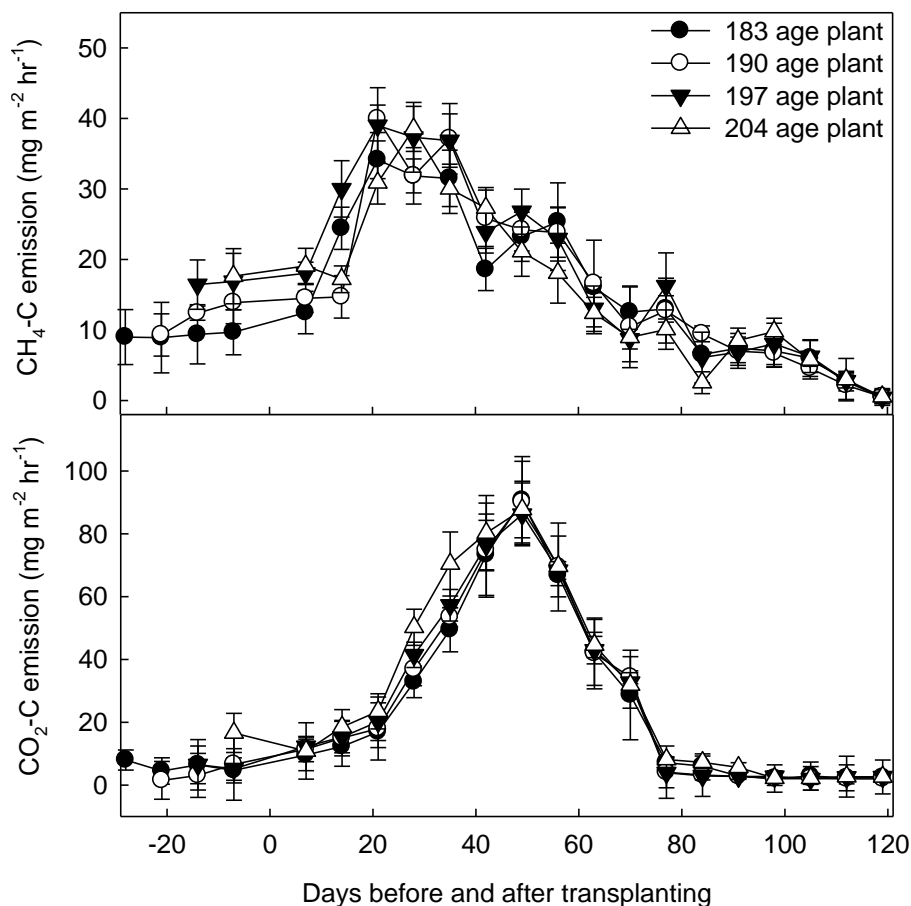 CH₄-C emission (mg m⁻² hr⁻¹)
50
40
30
20
10
0
183 age plant
190 age plant
197 age plant
204 age plant
CO₂-C emission (mg m⁻² hr⁻¹)
100
80
60
40
20
0
-20 0 20 40 60 80 100 120
Days before and after transplanting